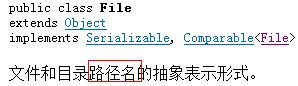 public class File
extends Object
implements Serializable, Comparable<File>
文件和目录路径名的抽象表示形式。